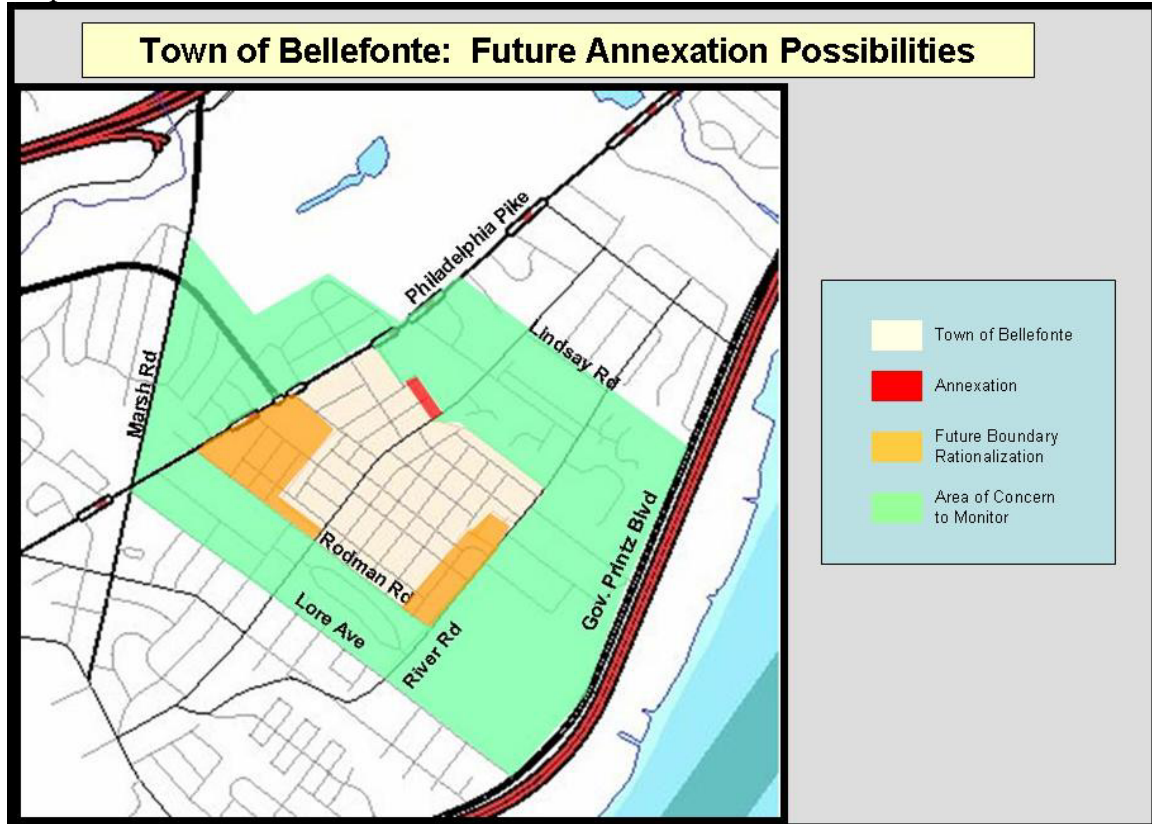 Town of Bellefonte: Future Annexation Possibilities
Philadelphia Pike
Lindsay Rd
Marsh Rd
Rodman Rd
Lore Ave
River Rd
Gov. Printz Blvd
Town of Bellefonte
Annexation
Future Boundary
Rationalization
Area of Concern
to Monitor